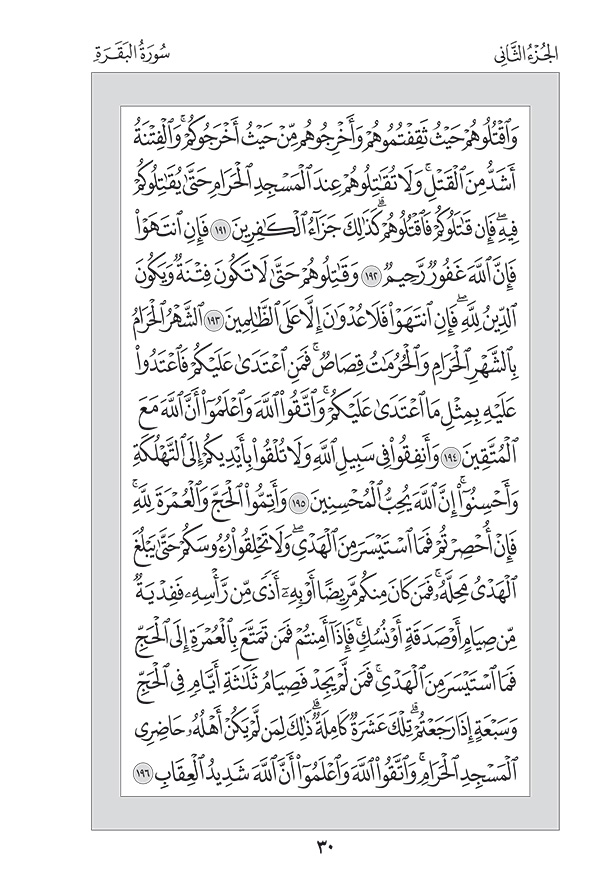 الجُزْءُ الثَّانِي
سُورَةُ البَقَرَةِ
وَٱقْتُلُوهُمْ حَيْثُ ثَقِفْتُمُوهُمْ وَأَخْرِجُوهُم مِّنْ حَيْثُ أَخْرَجُوكُمْۚ وَٱلْفِتْنَةُ
أَشَدُّ مِنَ ٱلْقَتْلِۚ وَلَا تُقَٰتِلُوهُمْ عِندَ ٱلْمَسْجِدِ ٱلْحَرَامِ حَتَّىٰ يُقَٰتِلُوكُمْ
فِيهِۖ فَإِن قَٰتَلُوكُمْ فَٱقْتُلُوهُمْۗ كَذَٰلِكَ جَزَآءُ ٱلْكَٰفِرِينَ ١٩١ فَإِنِ ٱنتَهَوْا۟
فَإِنَّ ٱللَّهَ غَفُورٌ رَّحِيمٌ ١٩٢ وَقَٰتِلُوهُمْ حَتَّىٰ لَا تَكُونَ فِتْنَةٌ وَيَكُونَ
ٱلدِّينُ لِلَّهِۖ فَإِنِ ٱنتَهَوْا۟ فَلَا عُدْوَٰنَ إِلَّا عَلَى ٱلظَّٰلِمِينَ ١٩٣ ٱلشَّهْرُ ٱلْحَرَامُ
بِٱلشَّهْرِ ٱلْحَرَامِ وَٱلْحُرُمَٰتُ قِصَاصٌۚ فَمَنِ ٱعْتَدَىٰ عَلَيْكُمْ فَٱعْتَدُوا۟
عَلَيْهِ بِمِثْلِ مَا ٱعْتَدَىٰ عَلَيْكُمْۚ وَٱتَّقُوا۟ ٱللَّهَ وَٱعْلَمُوٓا۟ أَنَّ ٱللَّهَ مَعَ
ٱلْمُتَّقِينَ ١٩٤ وَأَنفِقُوا۟ فِى سَبِيلِ ٱللَّهِ وَلَا تُلْقُوا۟ بِأَيْدِيكُمْ إِلَى ٱلتَّهْلُكَةِ
وَأَحْسِنُوٓا۟ۚ إِنَّ ٱللَّهَ يُحِبُّ ٱلْمُحْسِنِينَ ١٩٥ وَأَتِمُّوا۟ ٱلْحَجَّ وَٱلْعُمْرَةَ لِلَّهِۚ
فَإِنْ أُحْصِرْتُمْ فَمَا ٱسْتَيْسَرَ مِنَ ٱلْهَدْىِۖ وَلَا تَحْلِقُوا۟ رُءُوسَكُمْ حَتَّىٰ يَبْلُغَ
ٱلْهَدْىُ مَحِلَّهُۥۚ فَمَن كَانَ مِنكُم مَّرِيضًا أَوْ بِهِۦٓ أَذًى مِّن رَّأْسِهِۦ فَفِدْيَةٌ
مِّن صِيَامٍ أَوْ صَدَقَةٍ أَوْ نُسُكٍۚ فَإِذَآ أَمِنتُمْ فَمَن تَمَتَّعَ بِٱلْعُمْرَةِ إِلَى ٱلْحَجِّ
فَمَا ٱسْتَيْسَرَ مِنَ ٱلْهَدْىِۚ فَمَن لَّمْ يَجِدْ فَصِيَامُ ثَلَٰثَةِ أَيَّامٍ فِى ٱلْحَجِّ
وَسَبْعَةٍ إِذَا رَجَعْتُمْۗ تِلْكَ عَشَرَةٌ كَامِلَةٌۗ ذَٰلِكَ لِمَن لَّمْ يَكُنْ أَهْلُهُۥ حَاضِرِى
ٱلْمَسْجِدِ ٱلْحَرَامِۚ وَٱتَّقُوا۟ ٱللَّهَ وَٱعْلَمُوٓا۟ أَنَّ ٱللَّهَ شَدِيدُ ٱلْعِقَابِ ١٩٦
٣٠